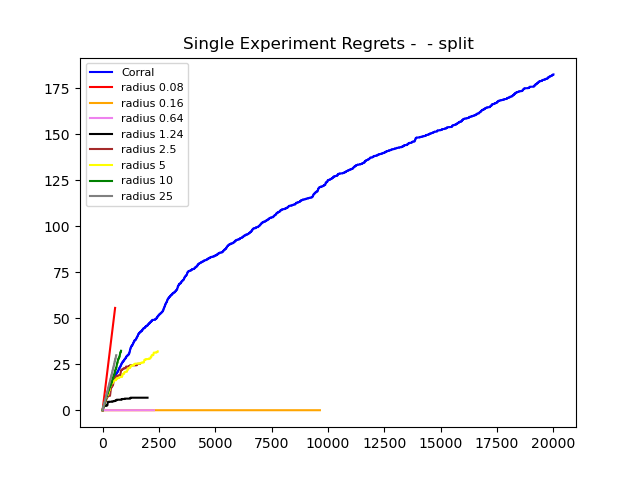 Single Experiment Regrets -  - split
Corral
radius 0.08
radius 0.16
radius 0.64
radius 1.24
radius 2.5
radius 5
radius 10
radius 25
175
150
125
100
75
50
25
0
0 2500 5000 7500 10000 12500 15000 17500 20000